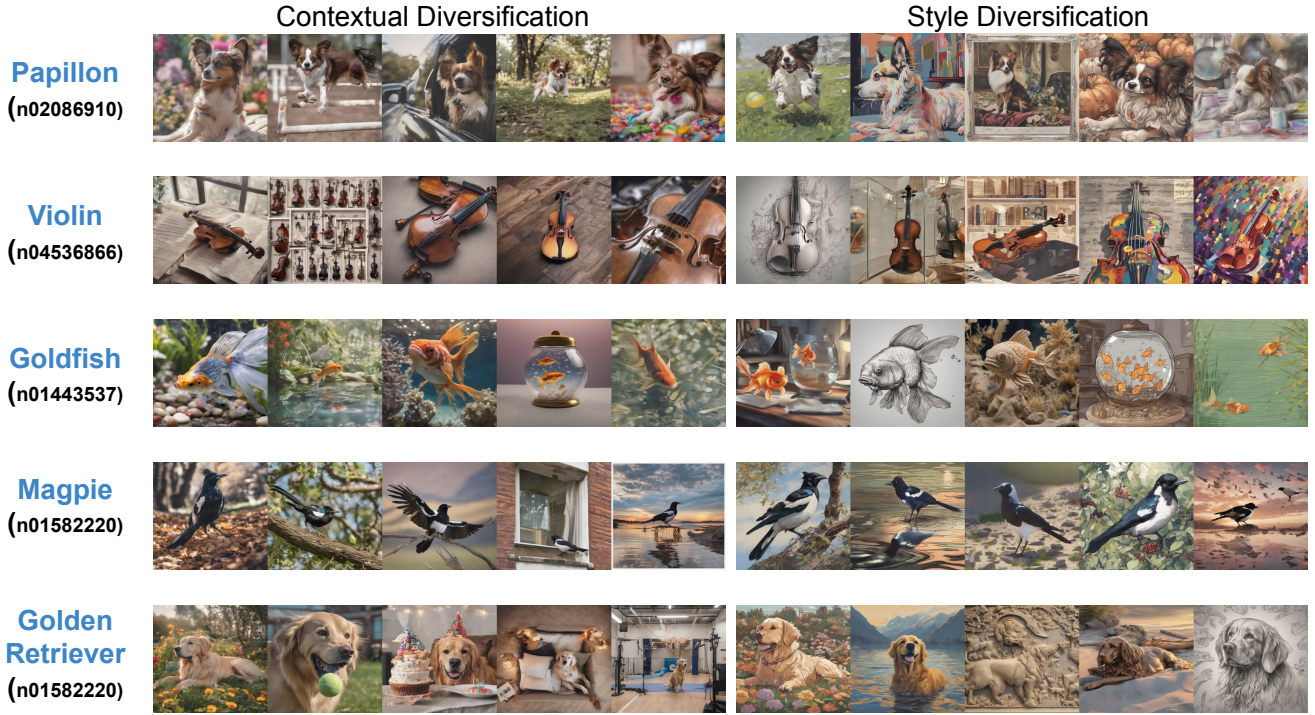 Contextual Diversification
Style Diversification
Papillon
(n02086910)
Violin
(n04536866)
Goldfish
(n01443537)
Magpie
(n01582220)
Golden
Retriever
(n01582220)